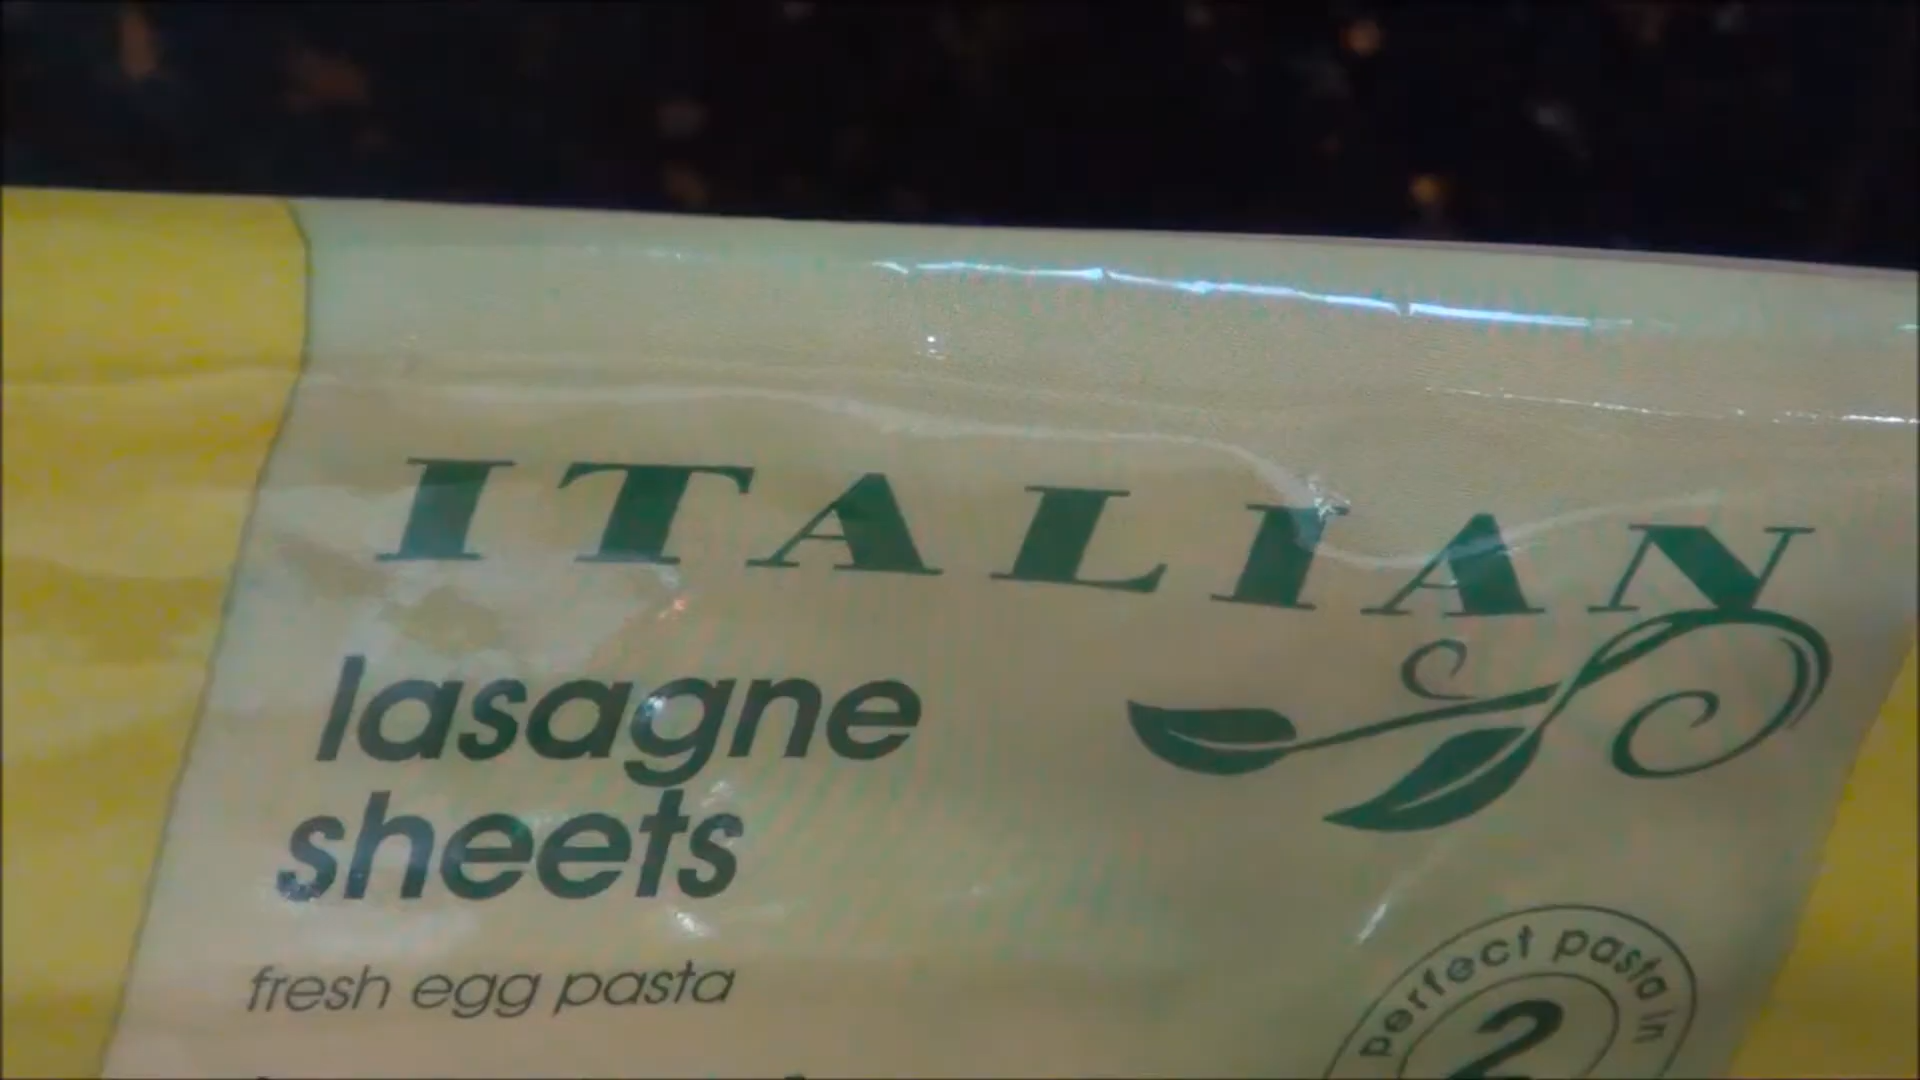 ITALIAN
lasagne
sheets
fresh egg pasta
perfect pasta in
2